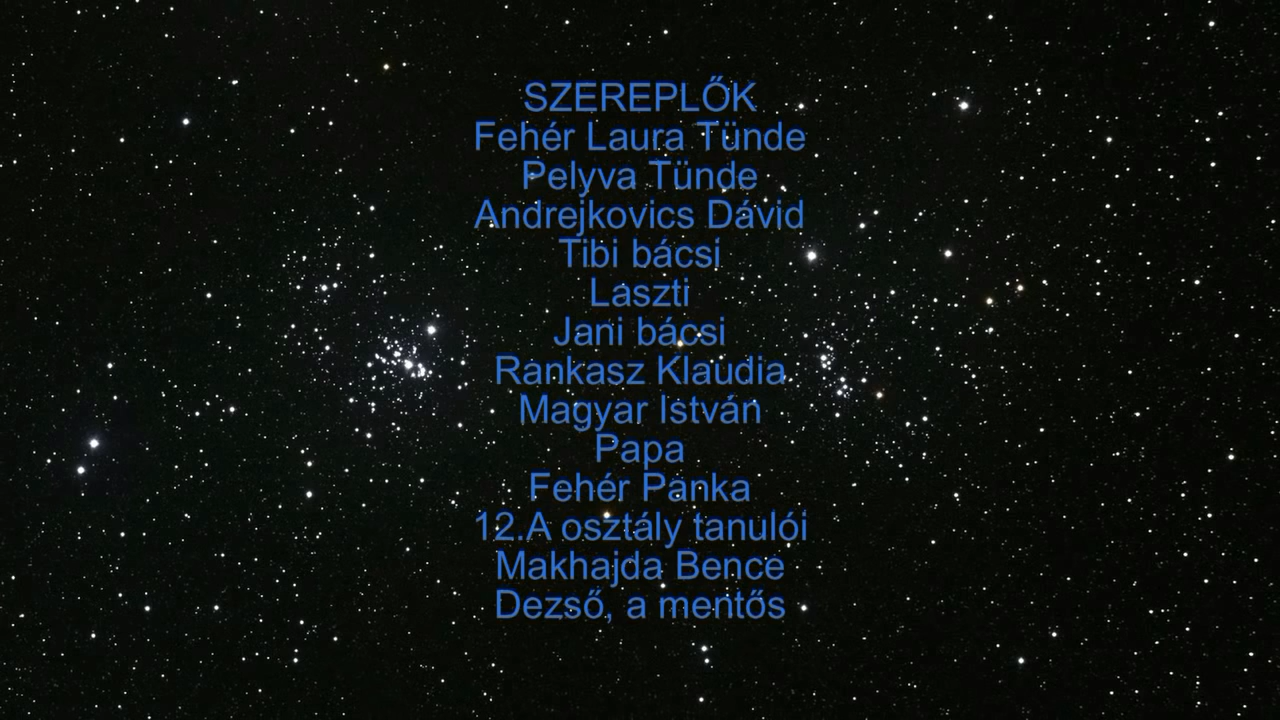 SZEREPLŐK
Fehér Laura Tünde
Pelyva Tünde
Andrejkovics Dávid
Tibi bácsi
Laszti
Jani bácsi
Rankasz Klaudia
Magyar István
Papa
Fehér Panka
12.A osztály tanulói
Makhajda Bence
Dezső, a mentős